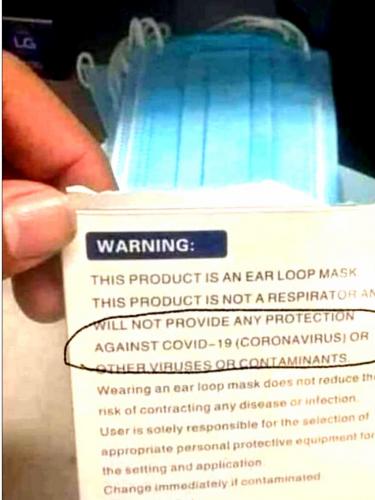 LG
WARNING:
THIS PRODUCT IS AN EAR LOOP MASK.
THIS PRODUCT IS NOT A RESPIRATOR AN
WILL NOT PROVIDE ANY PROTECTION
AGAINST COVID-19 (CORONAVIRUS) OR
OTHER VIRUSES OR CONTAMINANTS.
Wearing an ear loop mask does not reduce the
risk of contracting any disease or infection.
User is solely responsible for the selection of
appropriate personal protective equipment for
the setting and application.
Change immediately if contaminated